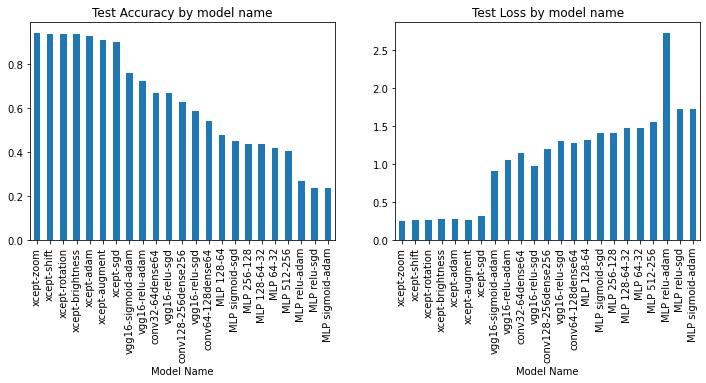 Test Accuracy by model name
0.8
0.6
0.4
0.2
0.0
xcept-zoom
xcept-shift
xcept-rotation
xcept-brightness
xcept-adam
xcept-augment
xcept-sgd
vgg16-sigmoid-adam
vgg16-relu-adam
conv32-64dense64
vgg16-relu-sgd
conv128-256dense256
vgg16-relu-sgd
conv64-128dense64
MLP 128-64
MLP sigmoid-sgd
MLP 256-128
MLP 128-64-32
MLP 64-32
MLP 512-256
MLP relu-adam
MLP relu-sgd
MLP sigmoid-adam
Model Name
Test Loss by model name
2.5
2.0
1.5
1.0
0.5
0.0
xcept-zoom
xcept-shift
xcept-rotation
xcept-brightness
xcept-adam
xcept-augment
xcept-sgd
vgg16-sigmoid-adam
vgg16-relu-adam
conv32-64dense64
vgg16-relu-sgd
conv128-256dense256
vgg16-relu-sgd
conv64-128dense64
MLP 128-64
MLP sigmoid-sgd
MLP 256-128
MLP 128-64-32
MLP 64-32
MLP 512-256
MLP relu-adam
MLP relu-sgd
MLP sigmoid-adam
Model Name